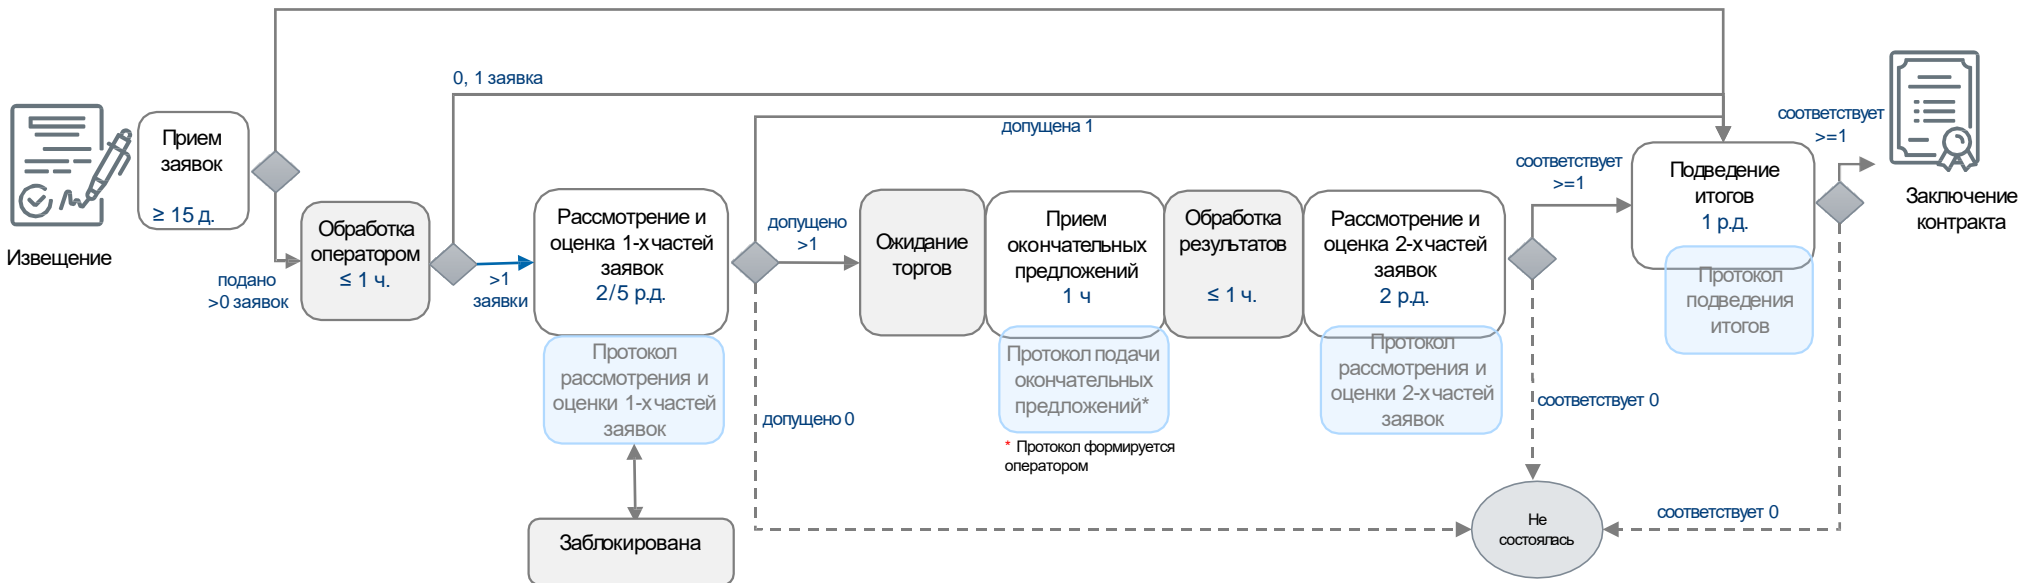 Извещение
Прием
заявок
≥ 15 д.
подано
>0 заявок
Обработка
оператором
≤ 1 ч.
0, 1 заявка
>1
заявки
Рассмотрение и
оценка 1-х частей
заявок
2/5 р.д.
Протокол
рассмотрения и
оценки 1-х частей
заявок
Заблокирована
допущена 1
допущено
>1
допущено 0
Ожидание
торгов
Прием
окончательных
предложений
1 ч
Протокол подачи
окончательных
предложений*
* Протокол формируется
оператором
Обработка
результатов
≤ 1 ч.
Рассмотрение и
оценка 2-х частей
заявок
2 р.д.
Протокол
рассмотрения и
оценки 2-х частей
заявок
соответствует
>=1
соответствует 0
Подведение
итогов
1 р.д.
Протокол
подведения
итогов
соответствует
>=1
Заключение
контракта
соответствует 0
Не
состоялась